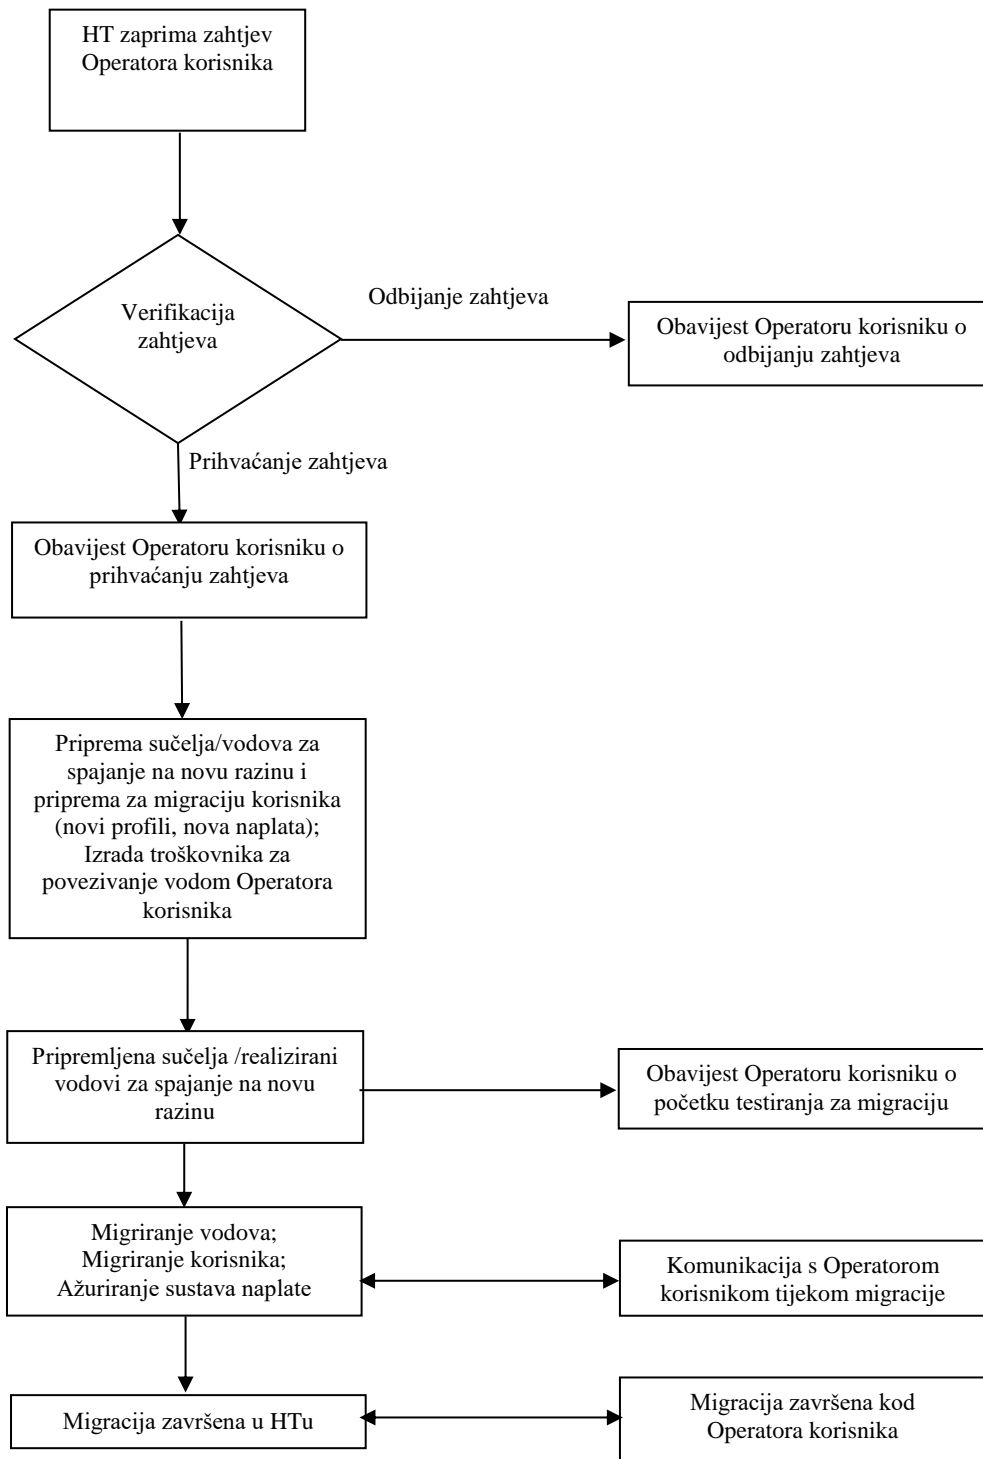 HT zaprima zahtjev
Operatora korisnika
Verifikacija
zahtjeva
Odbijanje zahtjeva
Obavijest Operatoru korisniku o
odbijanju zahtjeva
Prihvaćanje zahtjeva
Obavijest Operatoru korisniku o
prihvaćanju zahtjeva
Priprema sučelja/vodova za
spajanje na novu razinu i
priprema za migraciju korisnika
(novi profili, nova naplata);
Izrada troškovnika za
povezivanje vodom Operatora
korisnika
Pripremljena sučelja /realizirani
vodovi za spajanje na novu
razinu
Obavijest Operatoru korisniku o
početku testiranja za migraciju
Migriranje vodova;
Migriranje korisnika;
Ažuriranje sustava naplate
Komunikacija s Operatorom
korisnikom tijekom migracije
Migracija završena u HTu
Migracija završena kod
Operatora korisnika